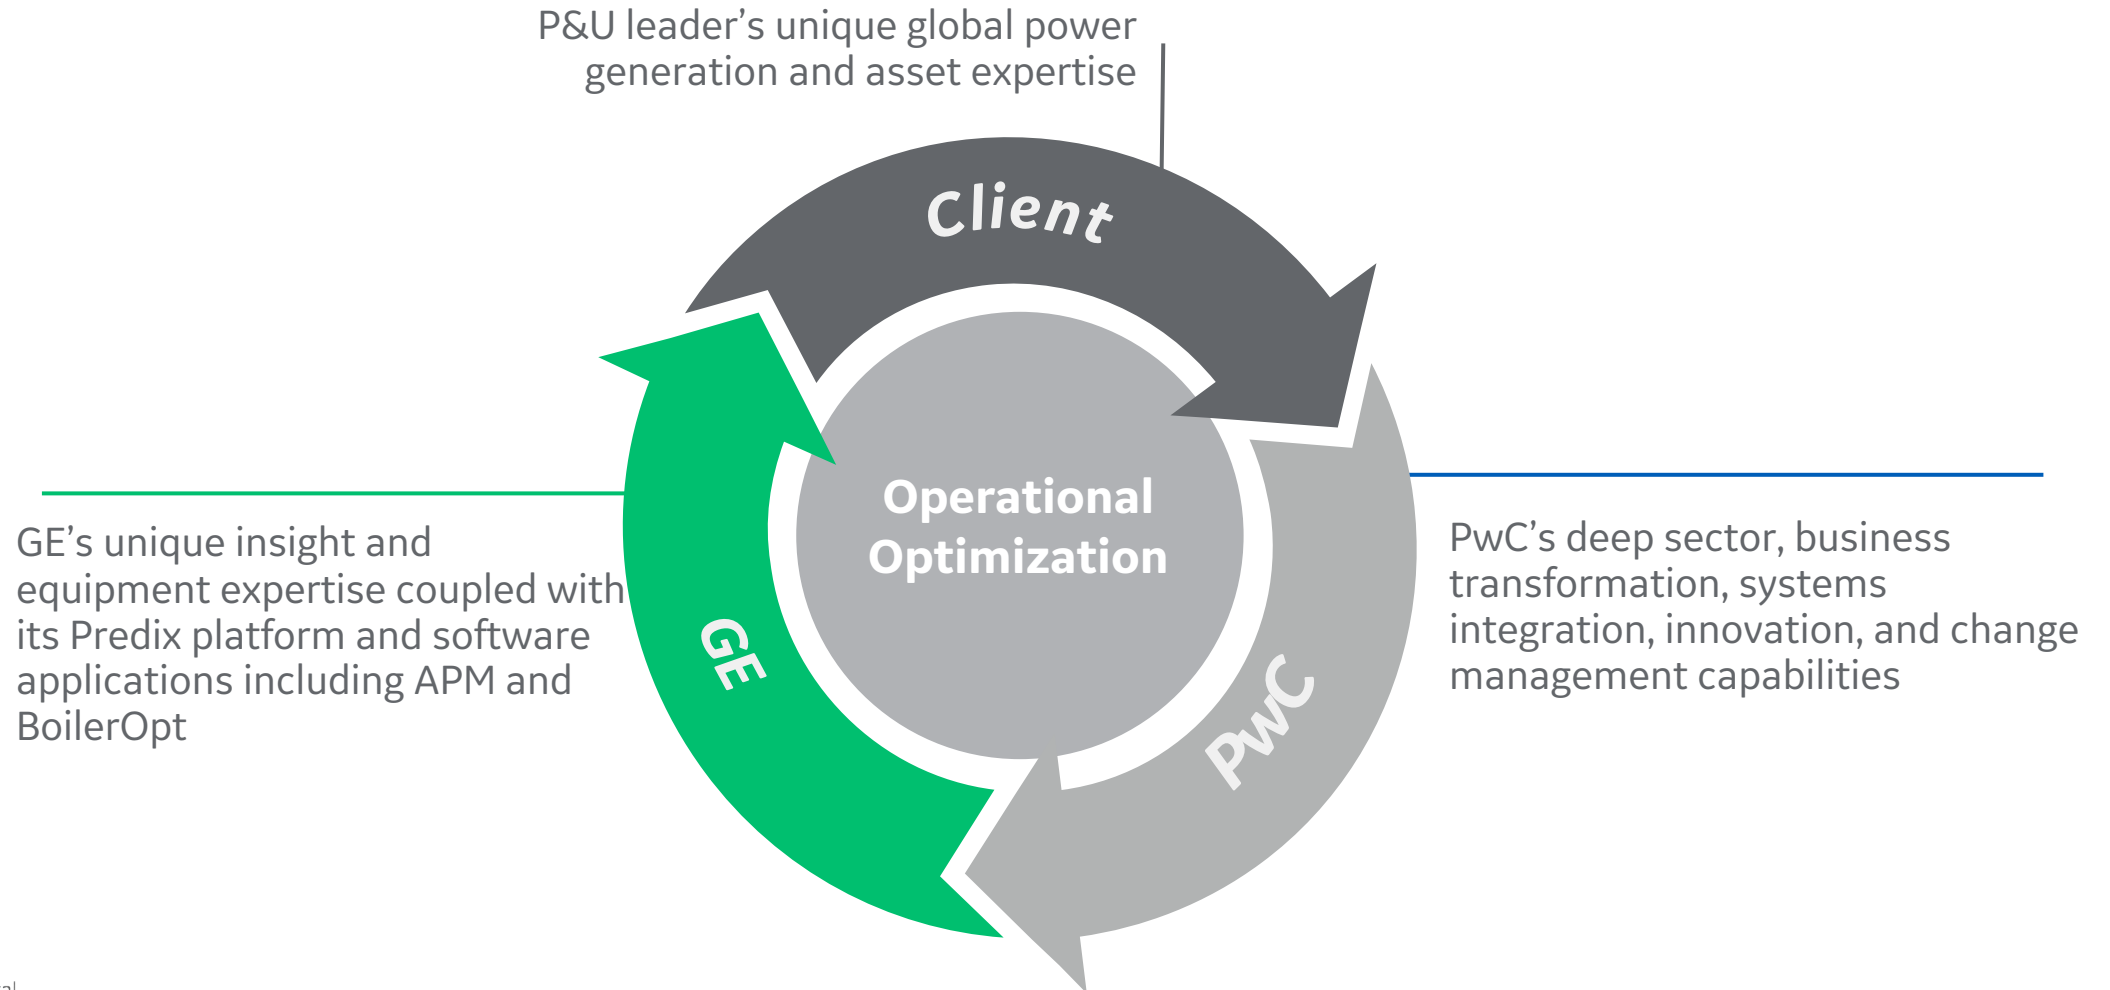 P&U leader’s unique global power
generation and asset expertise
Client
Operational
Optimization
GE’s unique insight and
equipment expertise coupled with
its Predix platform and software
applications including APM and
BoilerOpt
GE
PwC’s deep sector, business
transformation, systems
integration, innovation, and change
management capabilities
PwC